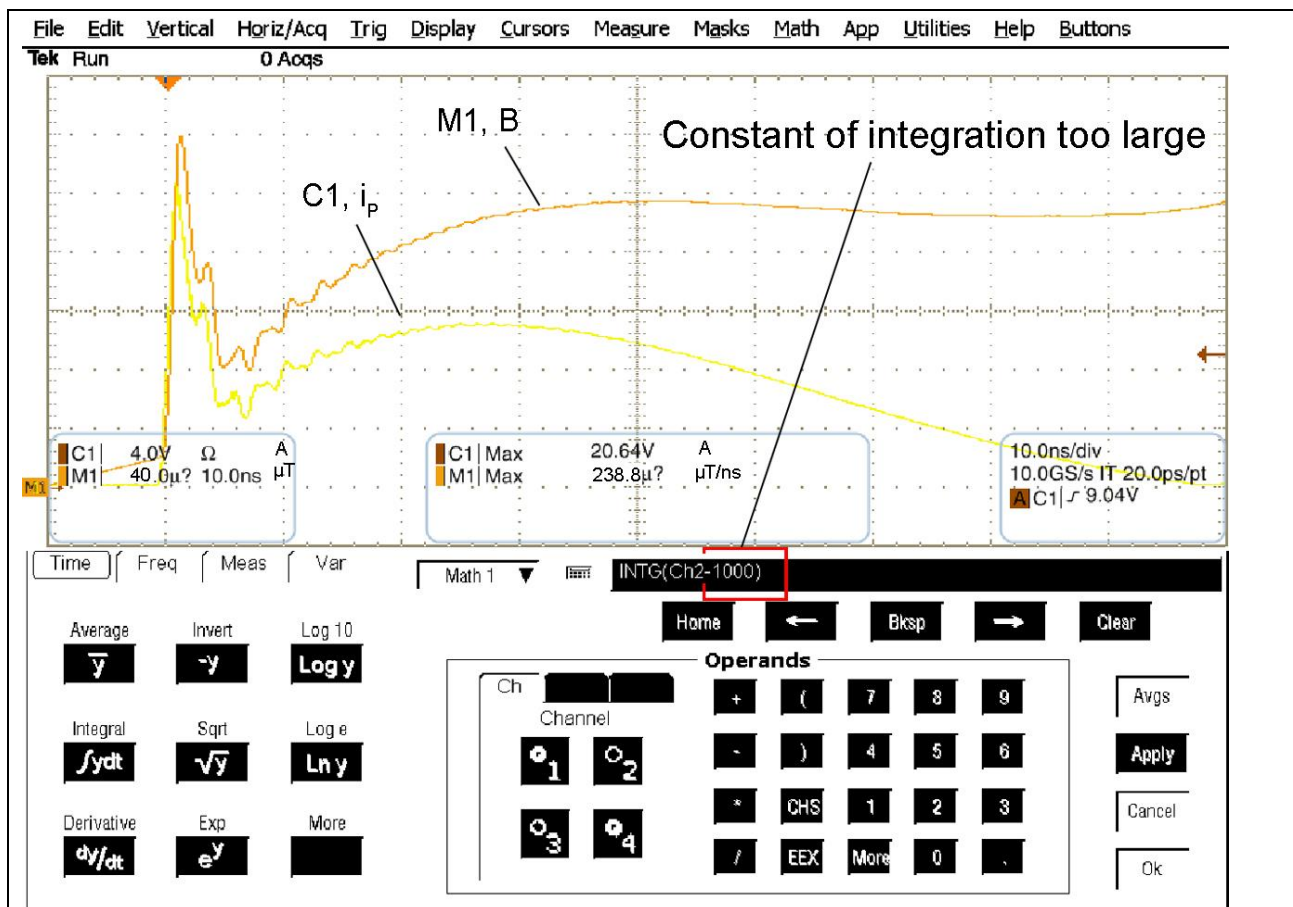 File Edit Vertical Horiz/Acq Trig Display Cursors Measure Masks Math App Utilities Help Buttons
Tek Run 0 Acqs
M1, B
Constant of integration too large
C1, iₚ
C1 4.0V Ω A
M1 40.0µ? 10.0ns µT
C1 Max 20.64V A
M1 Max 238.8µ? µT/ns
10.0ns/div
10.0GS/s IT 20.0ps/pt
A C1 9.04V
M1
Time Freq Meas Var
Math 1 INTG(Ch2-1000)
Home ← Bksp → Clear
Average Invert Log 10
y̅ -y Log y
Integral Sqrt Log e
∫ydt √y Ln y
Derivative Exp More
dy/dt eʸ
Operands
Ch
Channel
1 2
3 4
+ ( 7 8 9
- ) 4 5 6
* CHS 1 2 3
/ EEX More 0 .
Avgs
Apply
Cancel
Ok